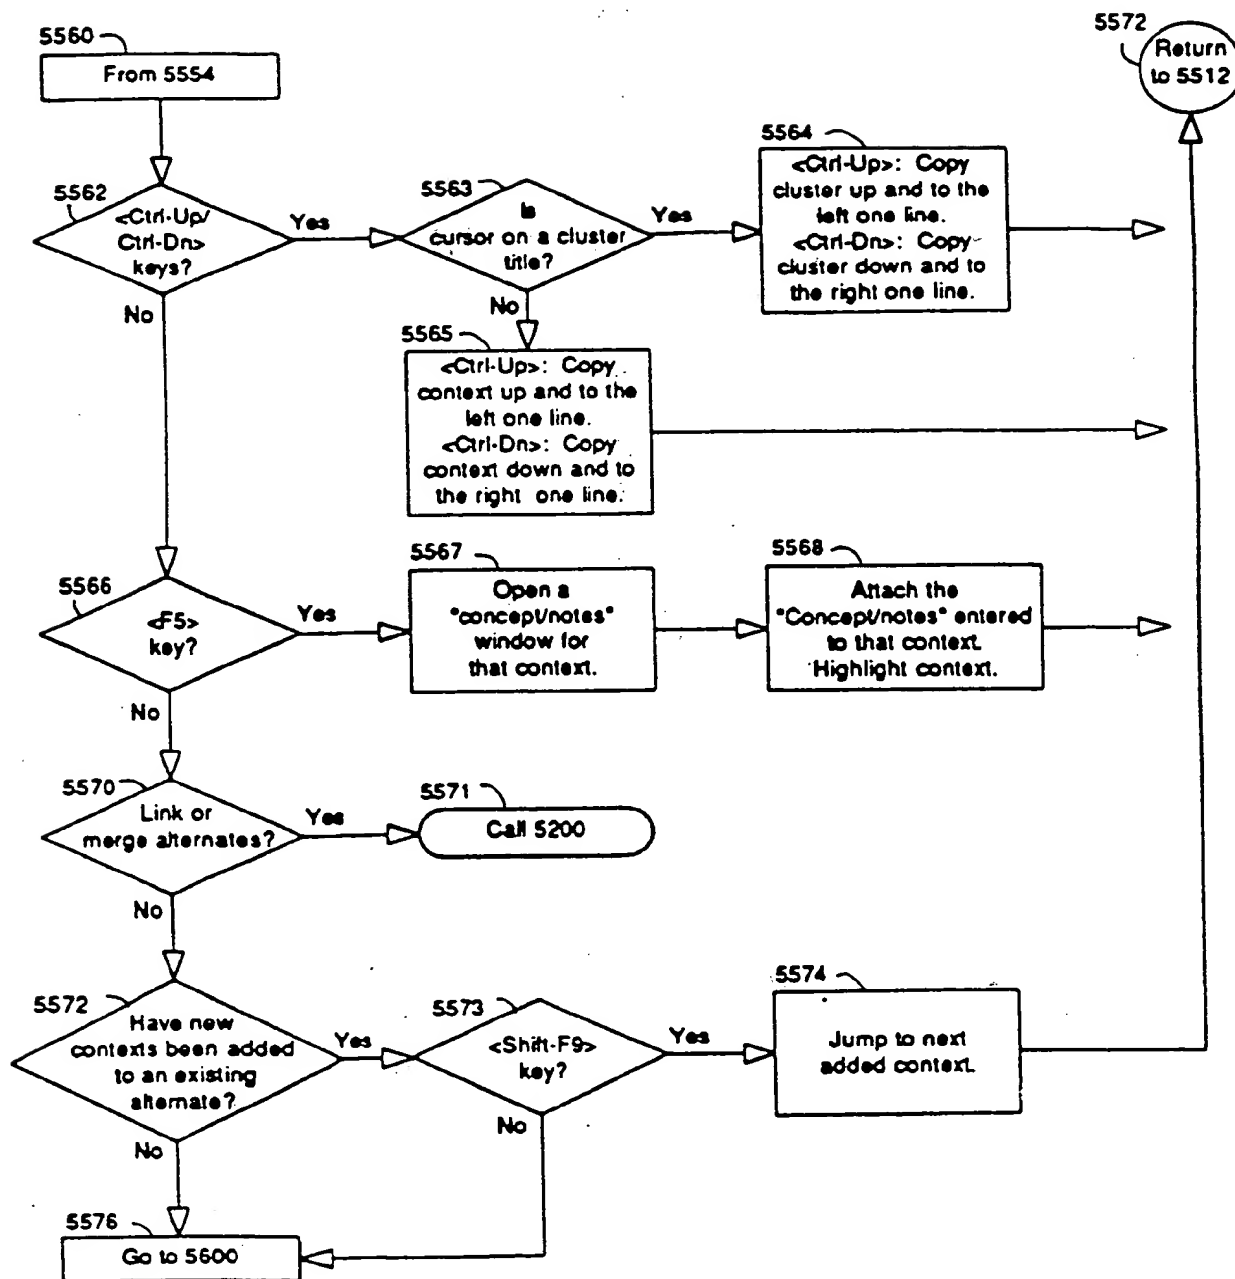 5560
From 5554
5572
Return
to 5512
5562
<Ctrl-Up/
Ctrl-Dn>
keys?
Yes
No
5563
Is
cursor on a cluster
title?
Yes
No
5564
<Ctrl-Up>: Copy
cluster up and to the
left one line.
<Ctrl-Dn>: Copy
cluster down and to
the right one line.
5565
<Ctrl-Up>: Copy
context up and to the
left one line.
<Ctrl-Dn>: Copy
context down and to
the right one line.
5566
<F5>
key?
Yes
No
5567
Open a
"concept/notes"
window for
that context.
5568
Attach the
"Concept/notes" entered
to that context.
Highlight context.
5570
Link or
merge alternates?
Yes
No
5571
Call 5200
5572
Have new
contexts been added
to an existing
alternate?
Yes
No
5573
<Shift-F9>
key?
Yes
No
5574
Jump to next
added context.
5576
Go to 5600